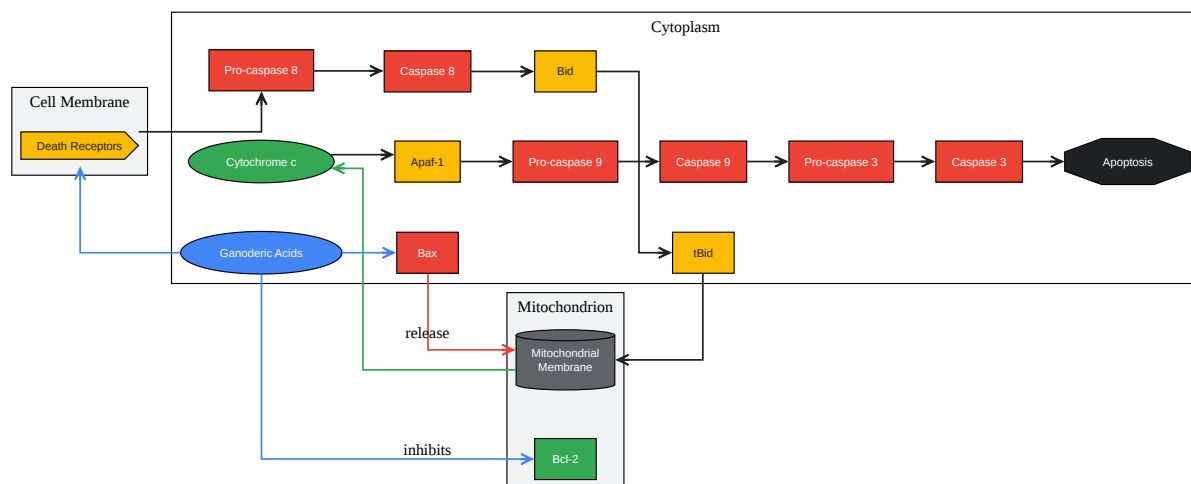 Cytoplasm
Pro-caspase 8
Caspase 8
Bid
Cell Membrane
Death Receptors
Cytochrome c
Apaf-1
Pro-caspase 9
Caspase 9
Pro-caspase 3
Caspase 3
Apoptosis
Ganoderic Acids
Bax
tBid
Mitochondrion
release
Mitochondrial
Membrane
inhibits
Bcl-2